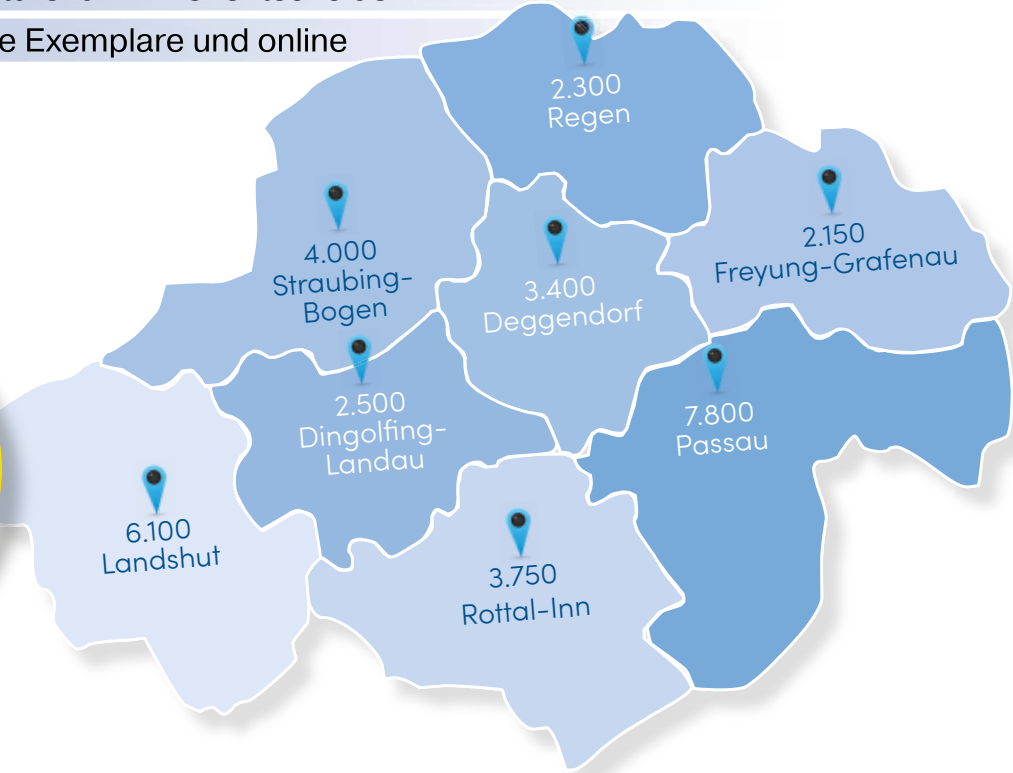 e Exemplare und online
2.300
Regen
4.000
Straubing-
Bogen
3.400
Deggendorf
2.150
Freyung-Grafenau
2.500
Dingolfing-
Landau
7.800
Passau
6.100
Landshut
3.750
Rottal-Inn